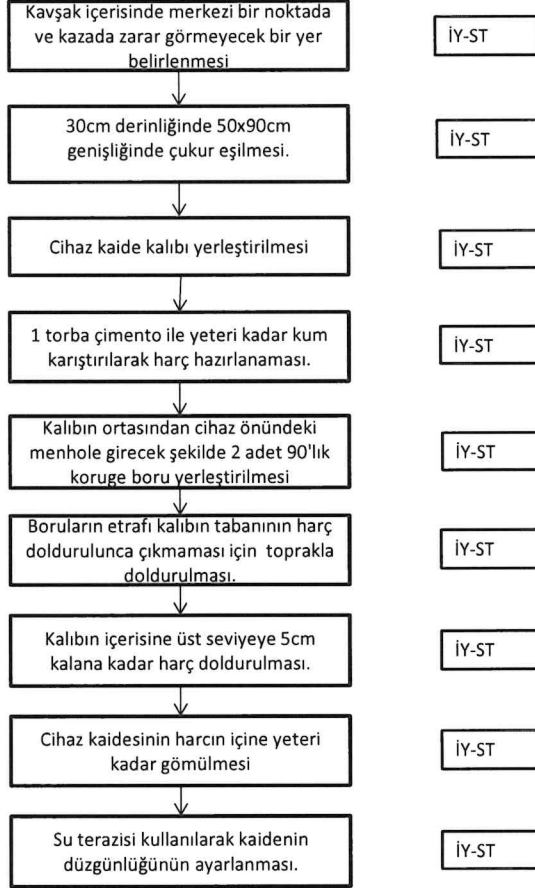 Kavşak içerisinde merkezi bir noktada
ve kazada zarar görmeyecek bir yer
belirlenmesi
İY-ST
30cm derinliğinde 50x90cm
genişliğinde çukur eşilmesi.
İY-ST
Cihaz kaide kalıbı yerleştirilmesi
İY-ST
1 torba çimento ile yeteri kadar kum
karıştırılarak harç hazırlanaması.
İY-ST
Kalıbın ortasından cihaz önündeki
menhole girecek şekilde 2 adet 90'lık
koruge boru yerleştirilmesi
İY-ST
Boruların etrafı kalıbın tabanının harç
doldurulunca çıkmaması için toprakla
doldurulması.
İY-ST
Kalıbın içerisine üst seviyeye 5cm
kalana kadar harç doldurulması.
İY-ST
Cihaz kaidesinin harcın içine yeteri
kadar gömülmesi
İY-ST
Su terazisi kullanılarak kaidenin
düzgünlüğünün ayarlanması.
İY-ST